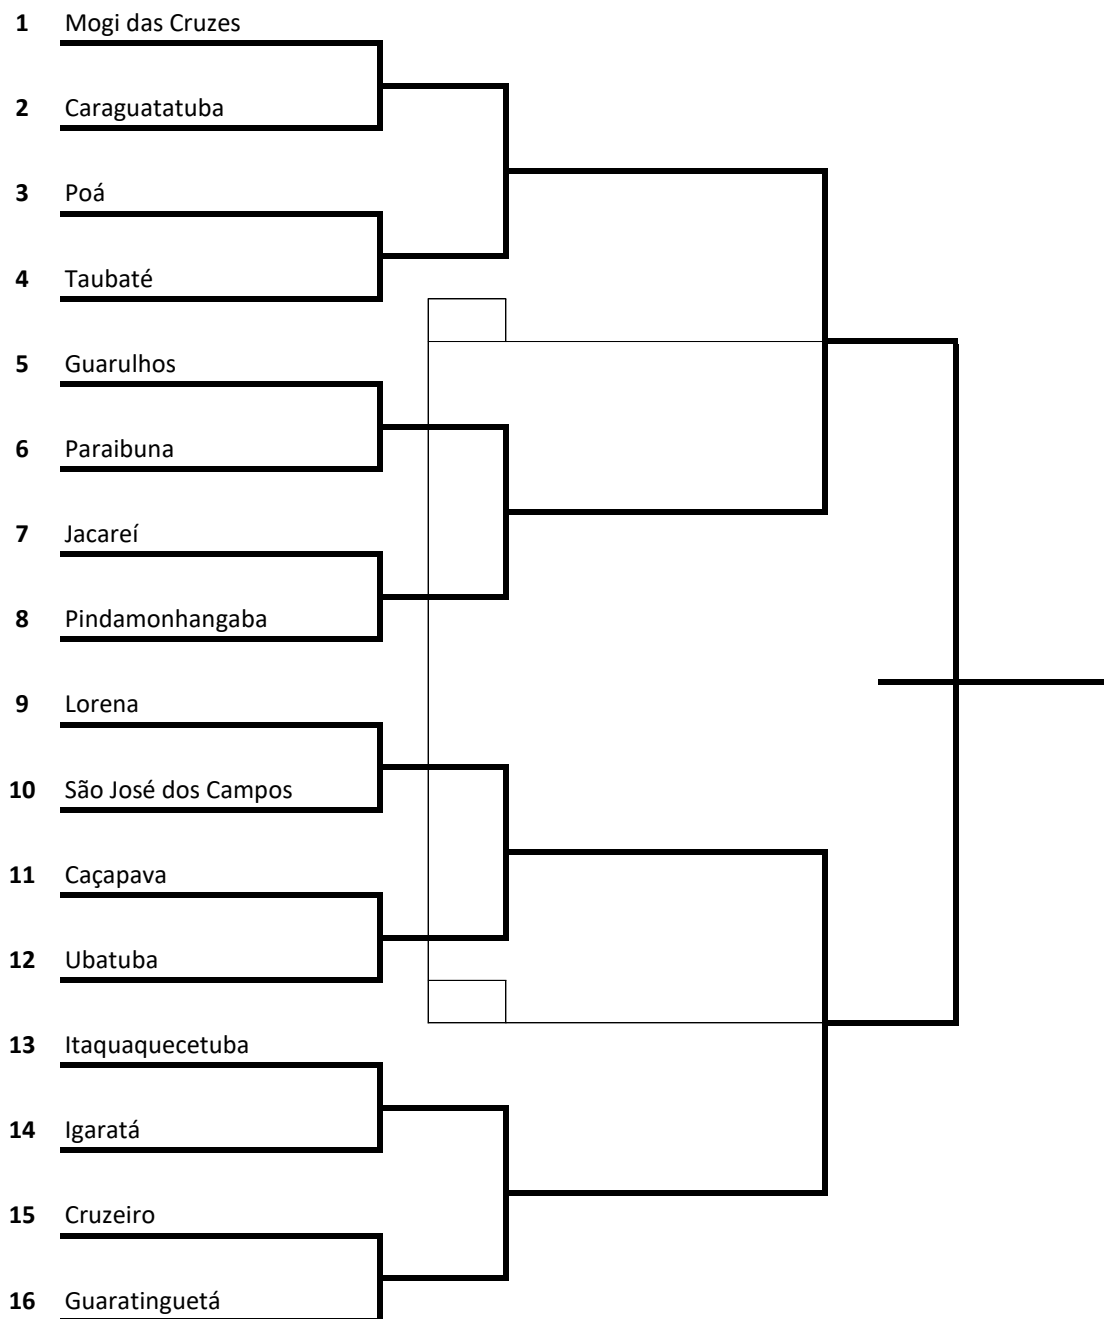 1 Mogi das Cruzes
2 Caraguatatuba
3 Poá
4 Taubaté
5 Guarulhos
6 Paraibuna
7 Jacareí
8 Pindamonhangaba
9 Lorena
10 São José dos Campos
11 Caçapava
12 Ubatuba
13 Itaquaquecetuba
14 Igaratá
15 Cruzeiro
16 Guaratinguetá